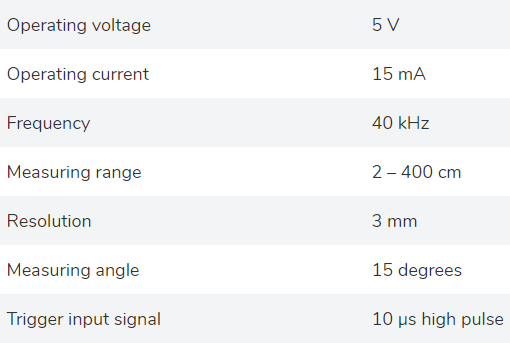 Operating voltage 5 V
Operating current 15 mA
Frequency 40 kHz
Measuring range 2 – 400 cm
Resolution 3 mm
Measuring angle 15 degrees
Trigger input signal 10 µs high pulse